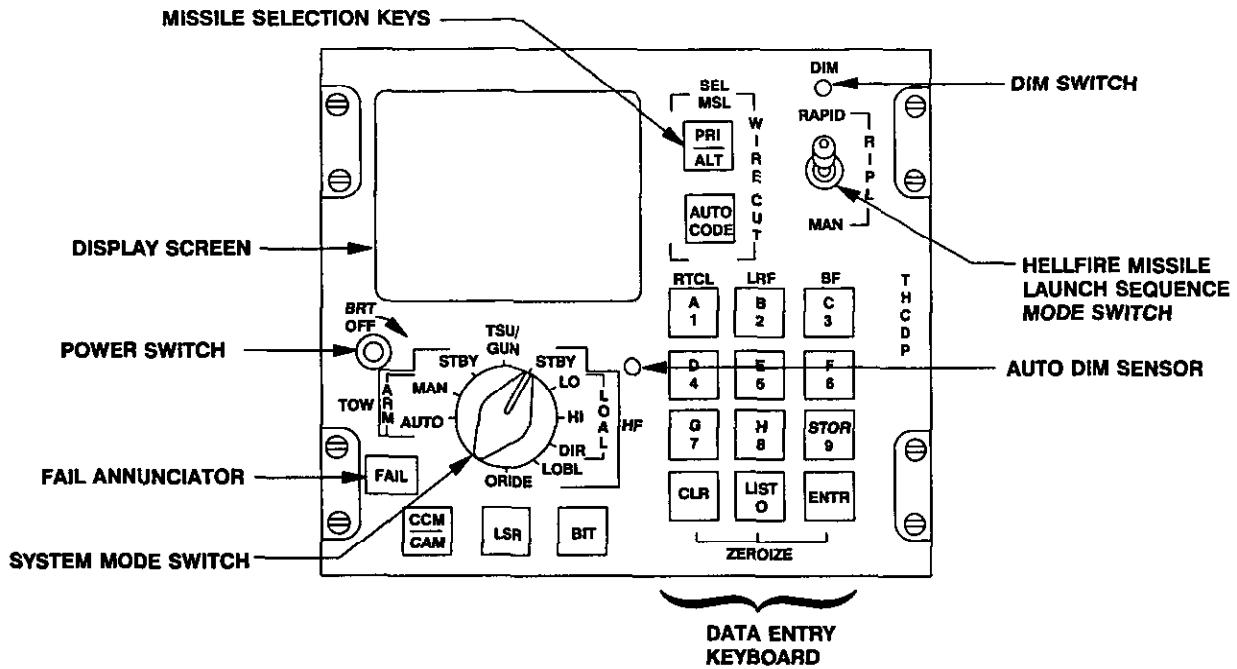 MISSILE SELECTION KEYS
DIM
DIM SWITCH
SEL
MSL
RAPID
PRI
ALT
WIRE CUT
RIPL
AUTO
CODE
MAN
DISPLAY SCREEN
HELLFIRE MISSILE
LAUNCH SEQUENCE
MODE SWITCH
RTCL LRF BF
A B C
1 2 3
THCDP
BRT
OFF
POWER SWITCH
TSU/
GUN
STBY STBY
AUTO DIM SENSOR
MAN LO
D E F
4 5 6
TOW ARM
AUTO HI
LOAL HF
DIR
LOBL
ORIDE
G H STOR
7 8 9
FAIL ANNUNCIATOR
FAIL
CLR LIST ENTR
0
CCM
CAM
LSR BIT
ZEROIZE
SYSTEM MODE SWITCH
DATA ENTRY
KEYBOARD